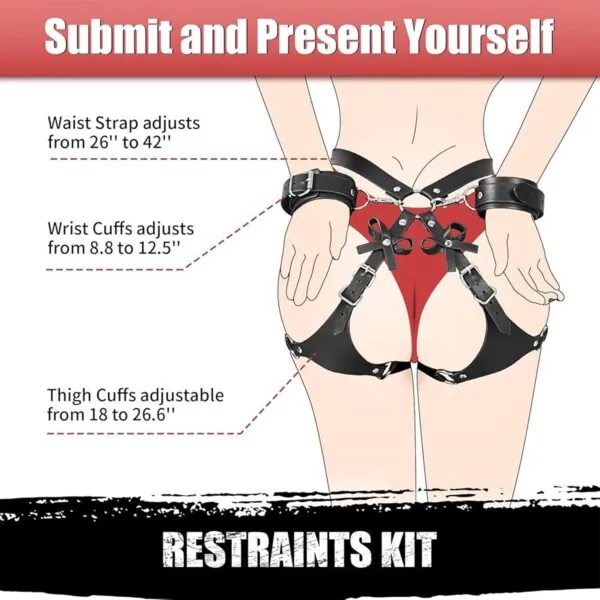 Submit and Present Yourself
Waist Strap adjusts
from 26'' to 42''
Wrist Cuffs adjusts
from 8.8 to 12.5''
Thigh Cuffs adjustable
from 18 to 26.6''
RESTRAINTS KIT